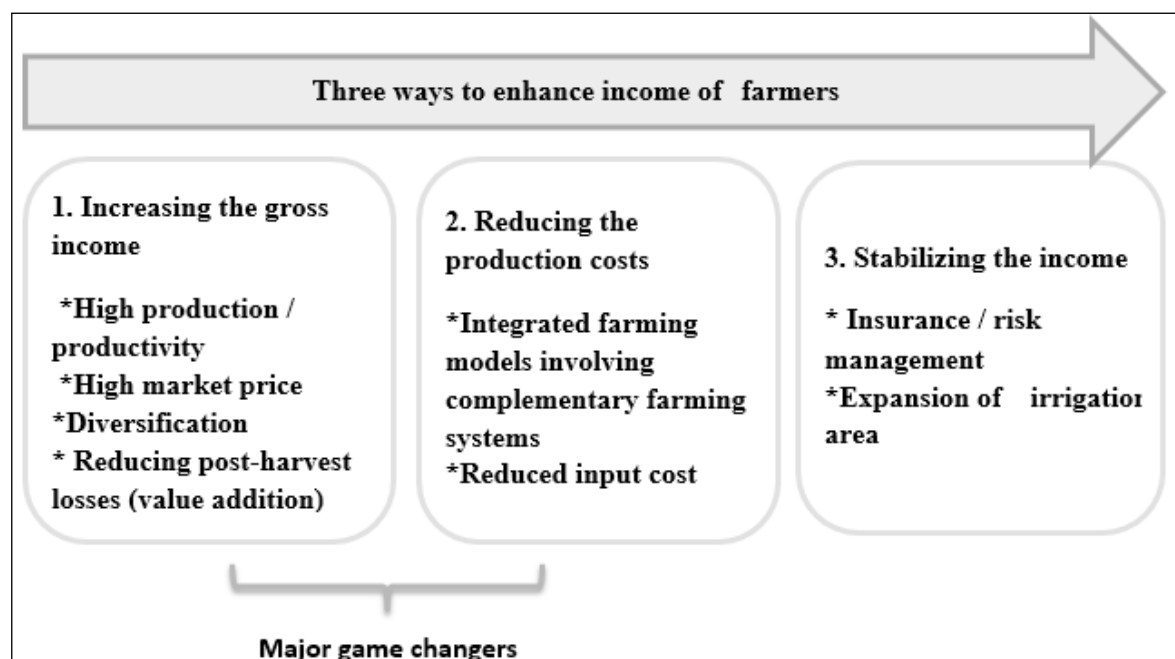 Three ways to enhance income of farmers
1. Increasing the gross
income
*High production /
productivity
*High market price
*Diversification
* Reducing post-harvest
losses (value addition)
2. Reducing the
production costs
*Integrated farming
models involving
complementary farming
systems
*Reduced input cost
3. Stabilizing the income
* Insurance / risk
management
*Expansion of irrigation
area
Major game changers